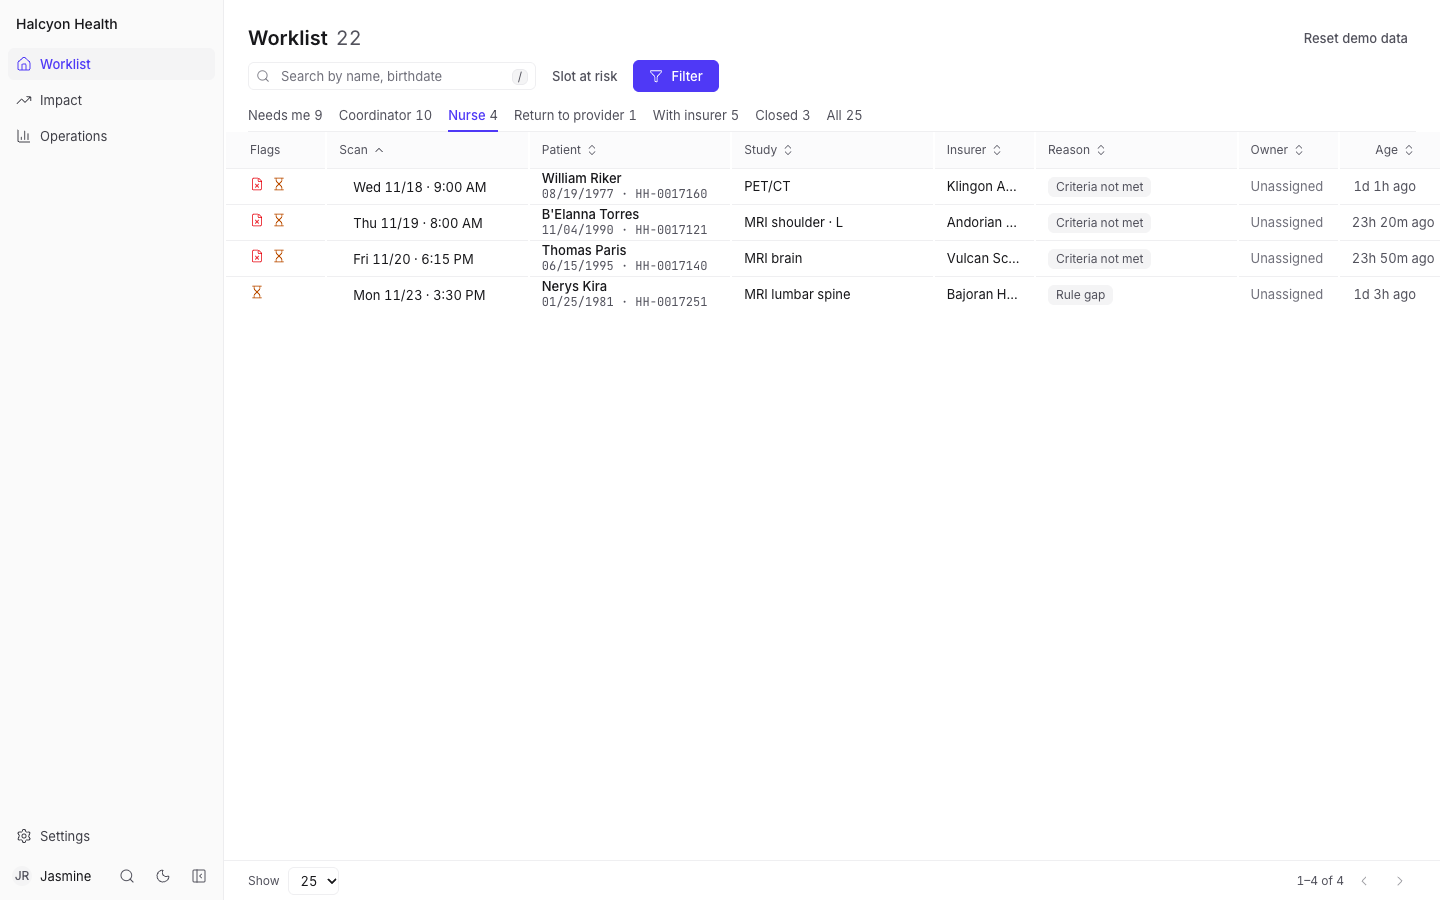 Halcyon Health
Worklist
Impact
Operations
Settings
JR Jasmine
Worklist 22
Reset demo data
Search by name, birthdate /
Slot at risk
Filter
Needs me 9 Coordinator 10 Nurse 4 Return to provider 1 With insurer 5 Closed 3 All 25
Flags Scan Patient Study Insurer Reason Owner Age
Wed 11/18 · 9:00 AM William Riker 08/19/1977 · HH-0017160 PET/CT Klingon A... Criteria not met Unassigned 1d 1h ago
Thu 11/19 · 8:00 AM B'Elanna Torres 11/04/1990 · HH-0017121 MRI shoulder · L Andorian ... Criteria not met Unassigned 23h 20m ago
Fri 11/20 · 6:15 PM Thomas Paris 06/15/1995 · HH-0017140 MRI brain Vulcan Sc... Criteria not met Unassigned 23h 50m ago
Mon 11/23 · 3:30 PM Nerys Kira 01/25/1981 · HH-0017251 MRI lumbar spine Bajoran H... Rule gap Unassigned 1d 3h ago
Show 25
1–4 of 4